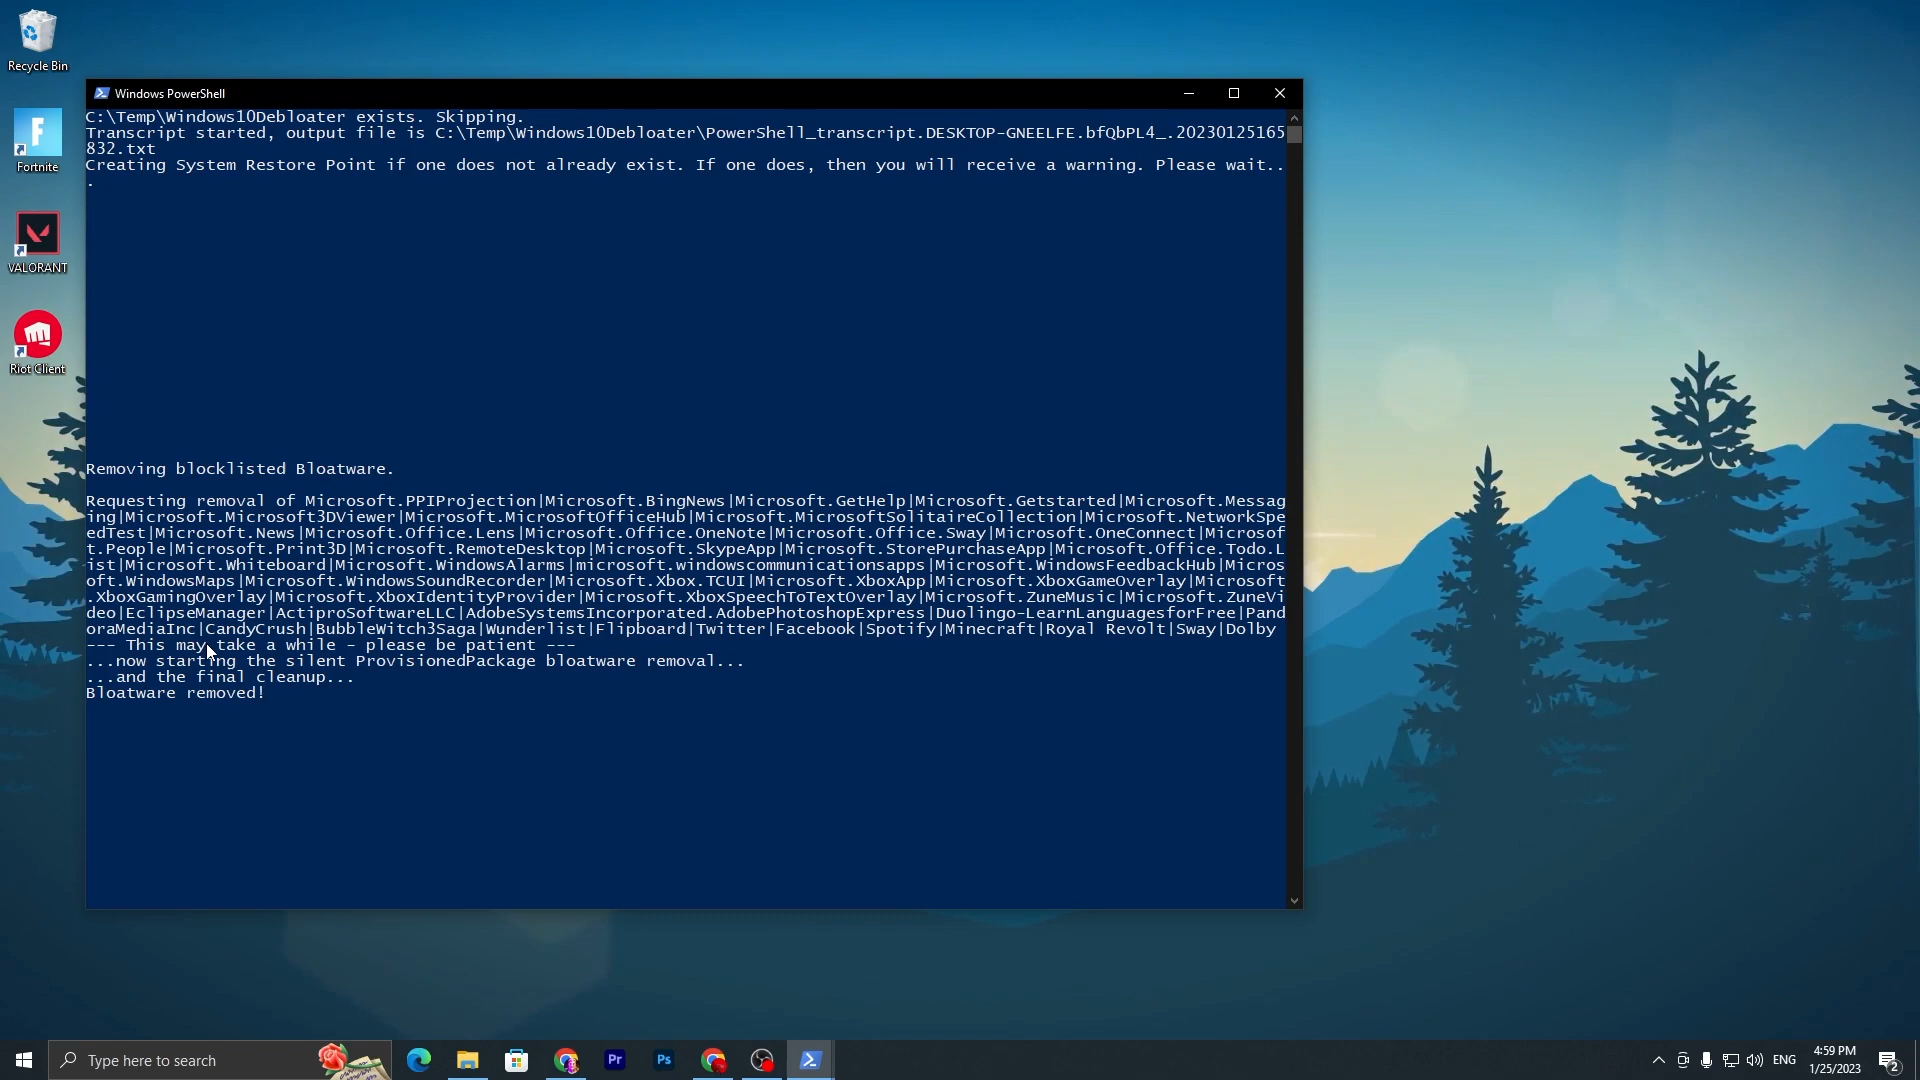 Recycle Bin
Fortnite
VALORANT
Riot Client
Windows PowerShell
C:\Temp\Windows10Debloater exists. Skipping.
Transcript started, output file is C:\Temp\Windows10Debloater\PowerShell_transcript.DESKTOP-GNEELFE.bfQbPL4_.20230125165
832.txt
Creating System Restore Point if one does not already exist. If one does, then you will receive a warning. Please wait..
.
Removing blocklisted Bloatware.
Requesting removal of Microsoft.PPIProjection|Microsoft.BingNews|Microsoft.GetHelp|Microsoft.Getstarted|Microsoft.Messag
ing|Microsoft.Microsoft3DViewer|Microsoft.MicrosoftOfficeHub|Microsoft.MicrosoftSolitaireCollection|Microsoft.NetworkSpe
edTest|Microsoft.News|Microsoft.Office.Lens|Microsoft.Office.OneNote|Microsoft.Office.Sway|Microsoft.OneConnect|Microsof
t.People|Microsoft.Print3D|Microsoft.RemoteDesktop|Microsoft.SkypeApp|Microsoft.StorePurchaseApp|Microsoft.Office.Todo.L
ist|Microsoft.Whiteboard|Microsoft.WindowsAlarms|microsoft.windowscommunicationsapps|Microsoft.WindowsFeedbackHub|Micros
oft.WindowsMaps|Microsoft.WindowsSoundRecorder|Microsoft.Xbox.TCUI|Microsoft.XboxApp|Microsoft.XboxGameOverlay|Microsoft
.XboxGamingOverlay|Microsoft.XboxIdentityProvider|Microsoft.XboxSpeechToTextOverlay|Microsoft.ZuneMusic|Microsoft.ZuneVi
deo|EclipseManager|ActiproSoftwareLLC|AdobeSystemsIncorporated.AdobePhotoshopExpress|Duolingo-LearnLanguagesforFree|Pand
oraMediaInc|CandyCrush|BubbleWitch3Saga|Wunderlist|Flipboard|Twitter|Facebook|Spotify|Minecraft|Royal Revolt|Sway|Dolby
--- This may take a while - please be patient ---
...now starting the silent ProvisionedPackage bloatware removal...
...and the final cleanup...
Bloatware removed!
Type here to search
Pr
Ps
ENG
4:59 PM
1/25/2023
2